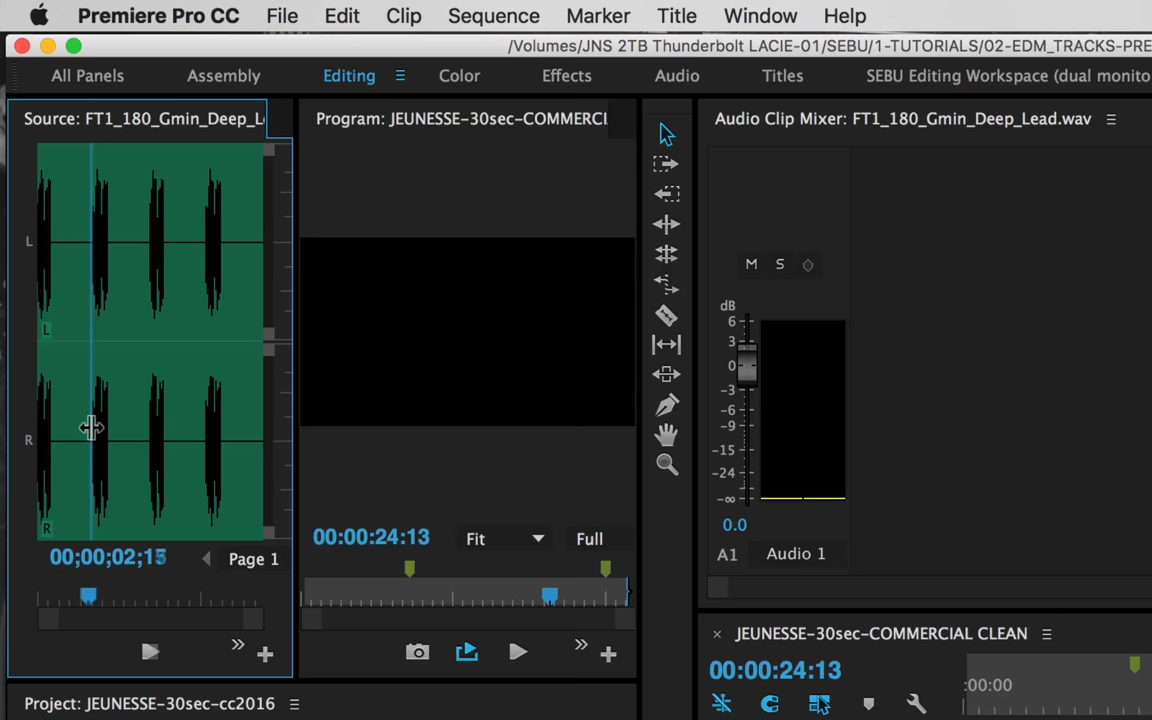 Premiere Pro CC File Edit Clip Sequence Marker Title Window Help
/Volumes/JNS 2TB Thunderbolt LACIE-01/SEBU/1-TUTORIALS/02-EDM_TRACKS-PRE
All Panels Assembly Editing Color Effects Audio Titles SEBU Editing Workspace (dual monito
Source: FT1_180_Gmin_Deep_L
Program: JEUNESSE-30sec-COMMERCI
Audio Clip Mixer: FT1_180_Gmin_Deep_Lead.wav
L
L
R
R
00;00;02;15
Page 1
00:00:24:13
Fit
Full
M S
dB
6
3
0
-3
-6
-9
-15
-24
-∞
0.0
A1 Audio 1
JEUNESSE-30sec-COMMERCIAL CLEAN
00:00:24:13
:00:00
Project: JEUNESSE-30sec-cc2016